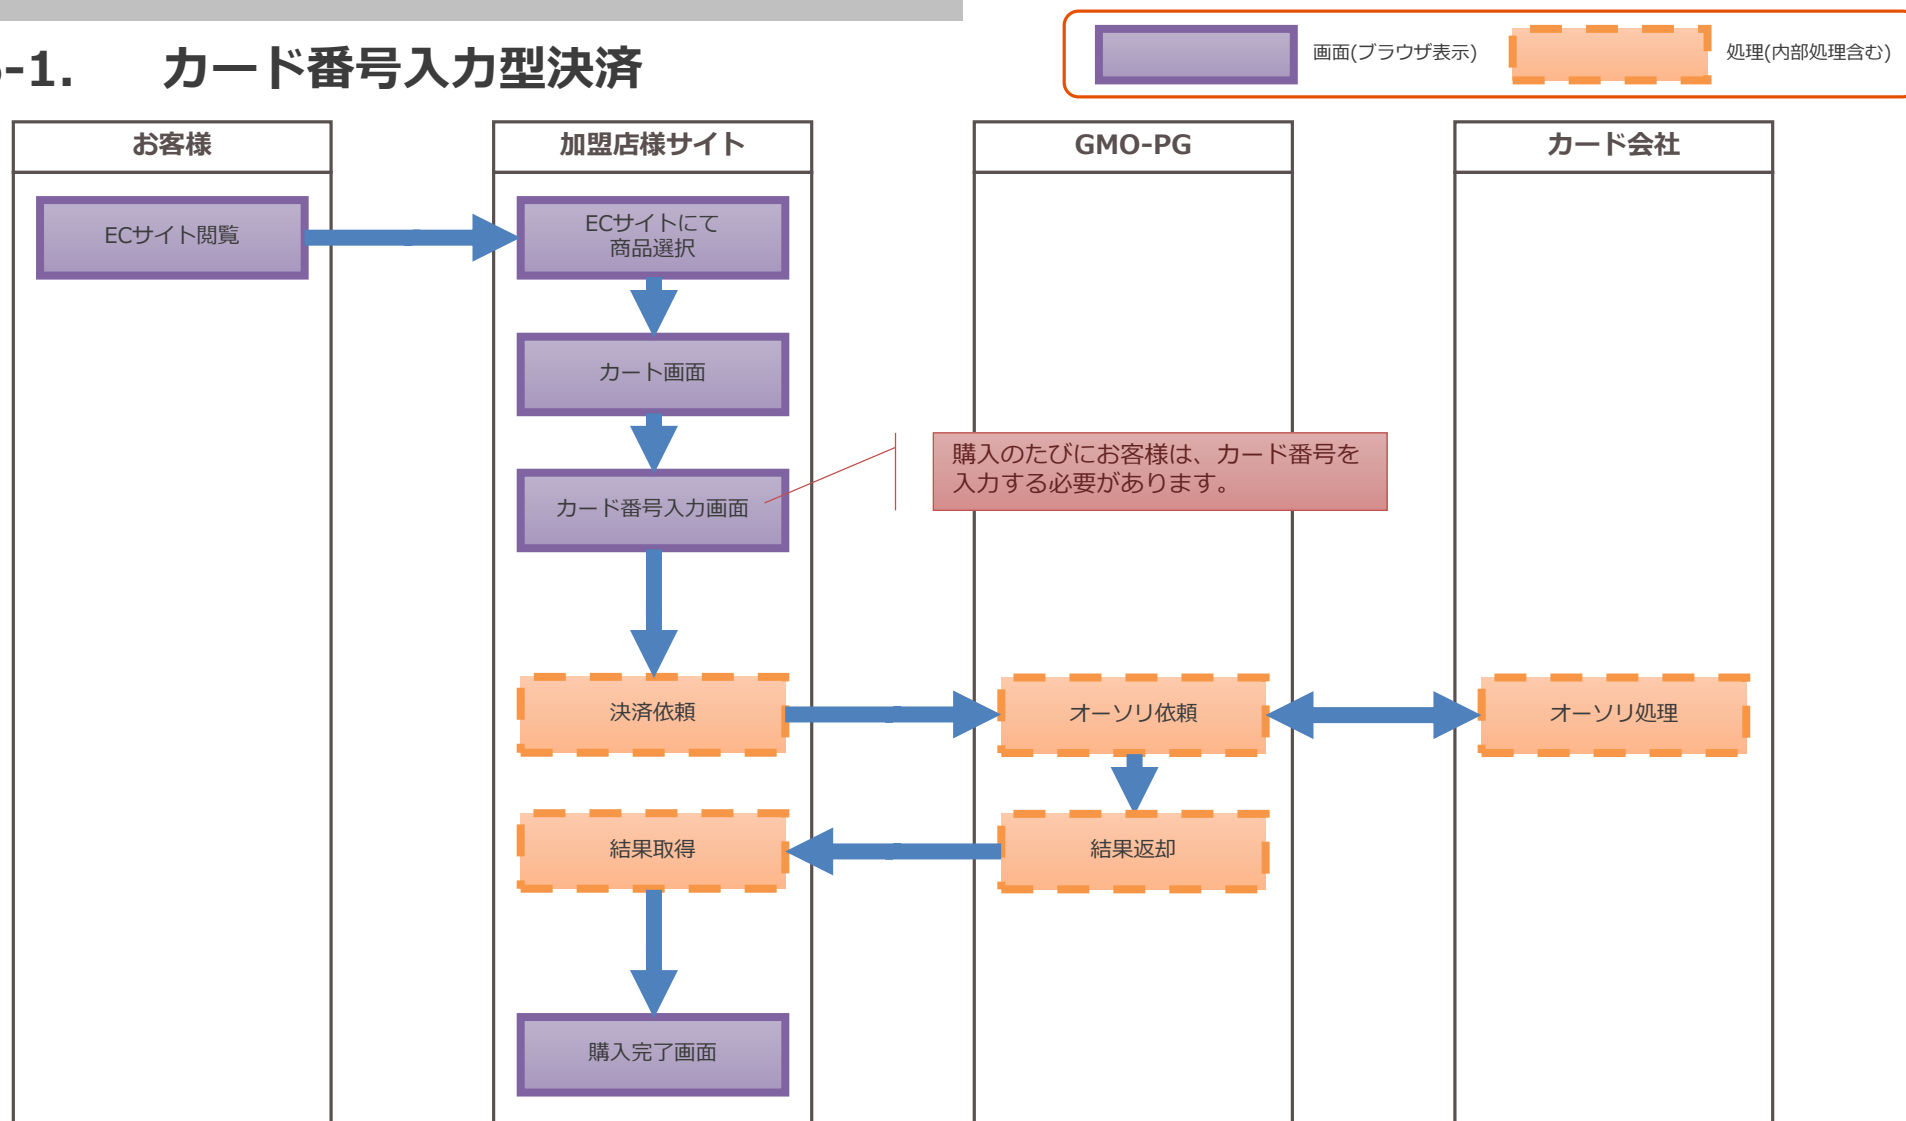 -1. カード番号入力型決済
画面(ブラウザ表示)
処理(内部処理含む)
お客様
加盟店様サイト
GMO-PG
カード会社
ECサイト閲覧
ECサイトにて
商品選択
カート画面
カード番号入力画面
購入のたびにお客様は、カード番号を
入力する必要があります。
決済依頼
オーソリ依頼
オーソリ処理
結果取得
結果返却
購入完了画面